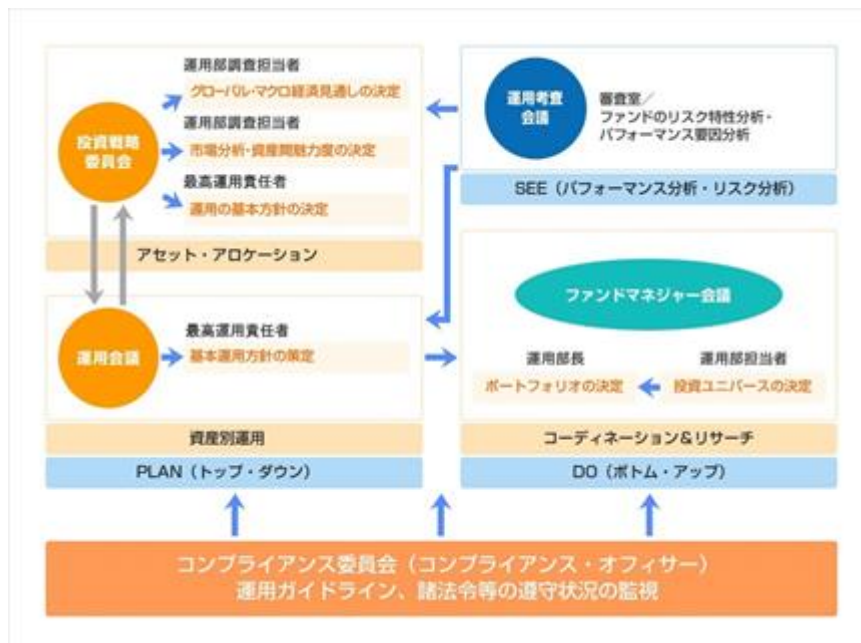 運用部調査担当者
グローバル・マクロ経済見通しの決定
投資戦略
委員会
運用部調査担当者
市場分析・資産間魅力度の決定
最高運用責任者
運用の基本方針の決定
アセット・アロケーション
運用会議
最高運用責任者
基本運用方針の策定
資産別運用
PLAN（トップ・ダウン）
運用考査
会議
審査室／
ファンドのリスク特性分析・
パフォーマンス要因分析
SEE（パフォーマンス分析・リスク分析）
ファンドマネジャー会議
運用部長
ポートフォリオの決定
運用部担当者
投資ユニバースの決定
コーディネーション＆リサーチ
DO（ボトム・アップ）
コンプライアンス委員会（コンプライアンス・オフィサー）
運用ガイドライン、諸法令等の遵守状況の監視